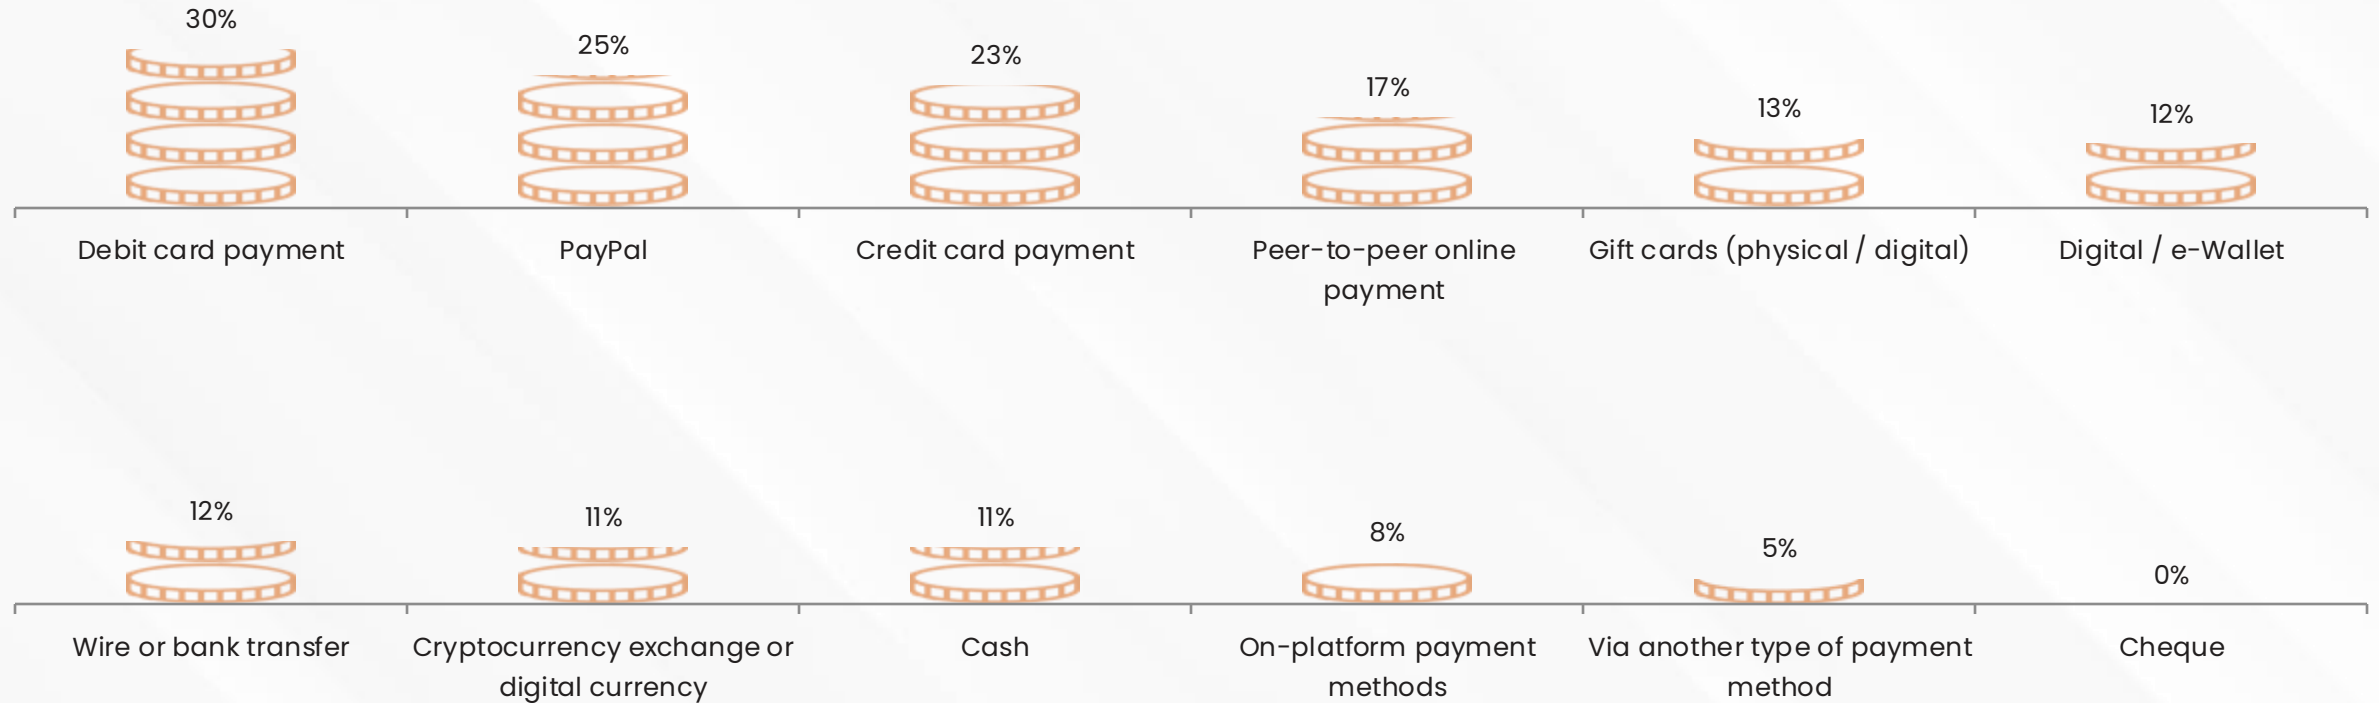 30%
25%
23%
17%
13%
12%
Debit card payment
PayPal
Credit card payment
Peer-to-peer online
payment
Gift cards (physical / digital)
Digital / e-Wallet
12%
11%
11%
8%
5%
0%
Wire or bank transfer
Cryptocurrency exchange or
digital currency
Cash
On-platform payment
methods
Via another type of payment
method
Cheque